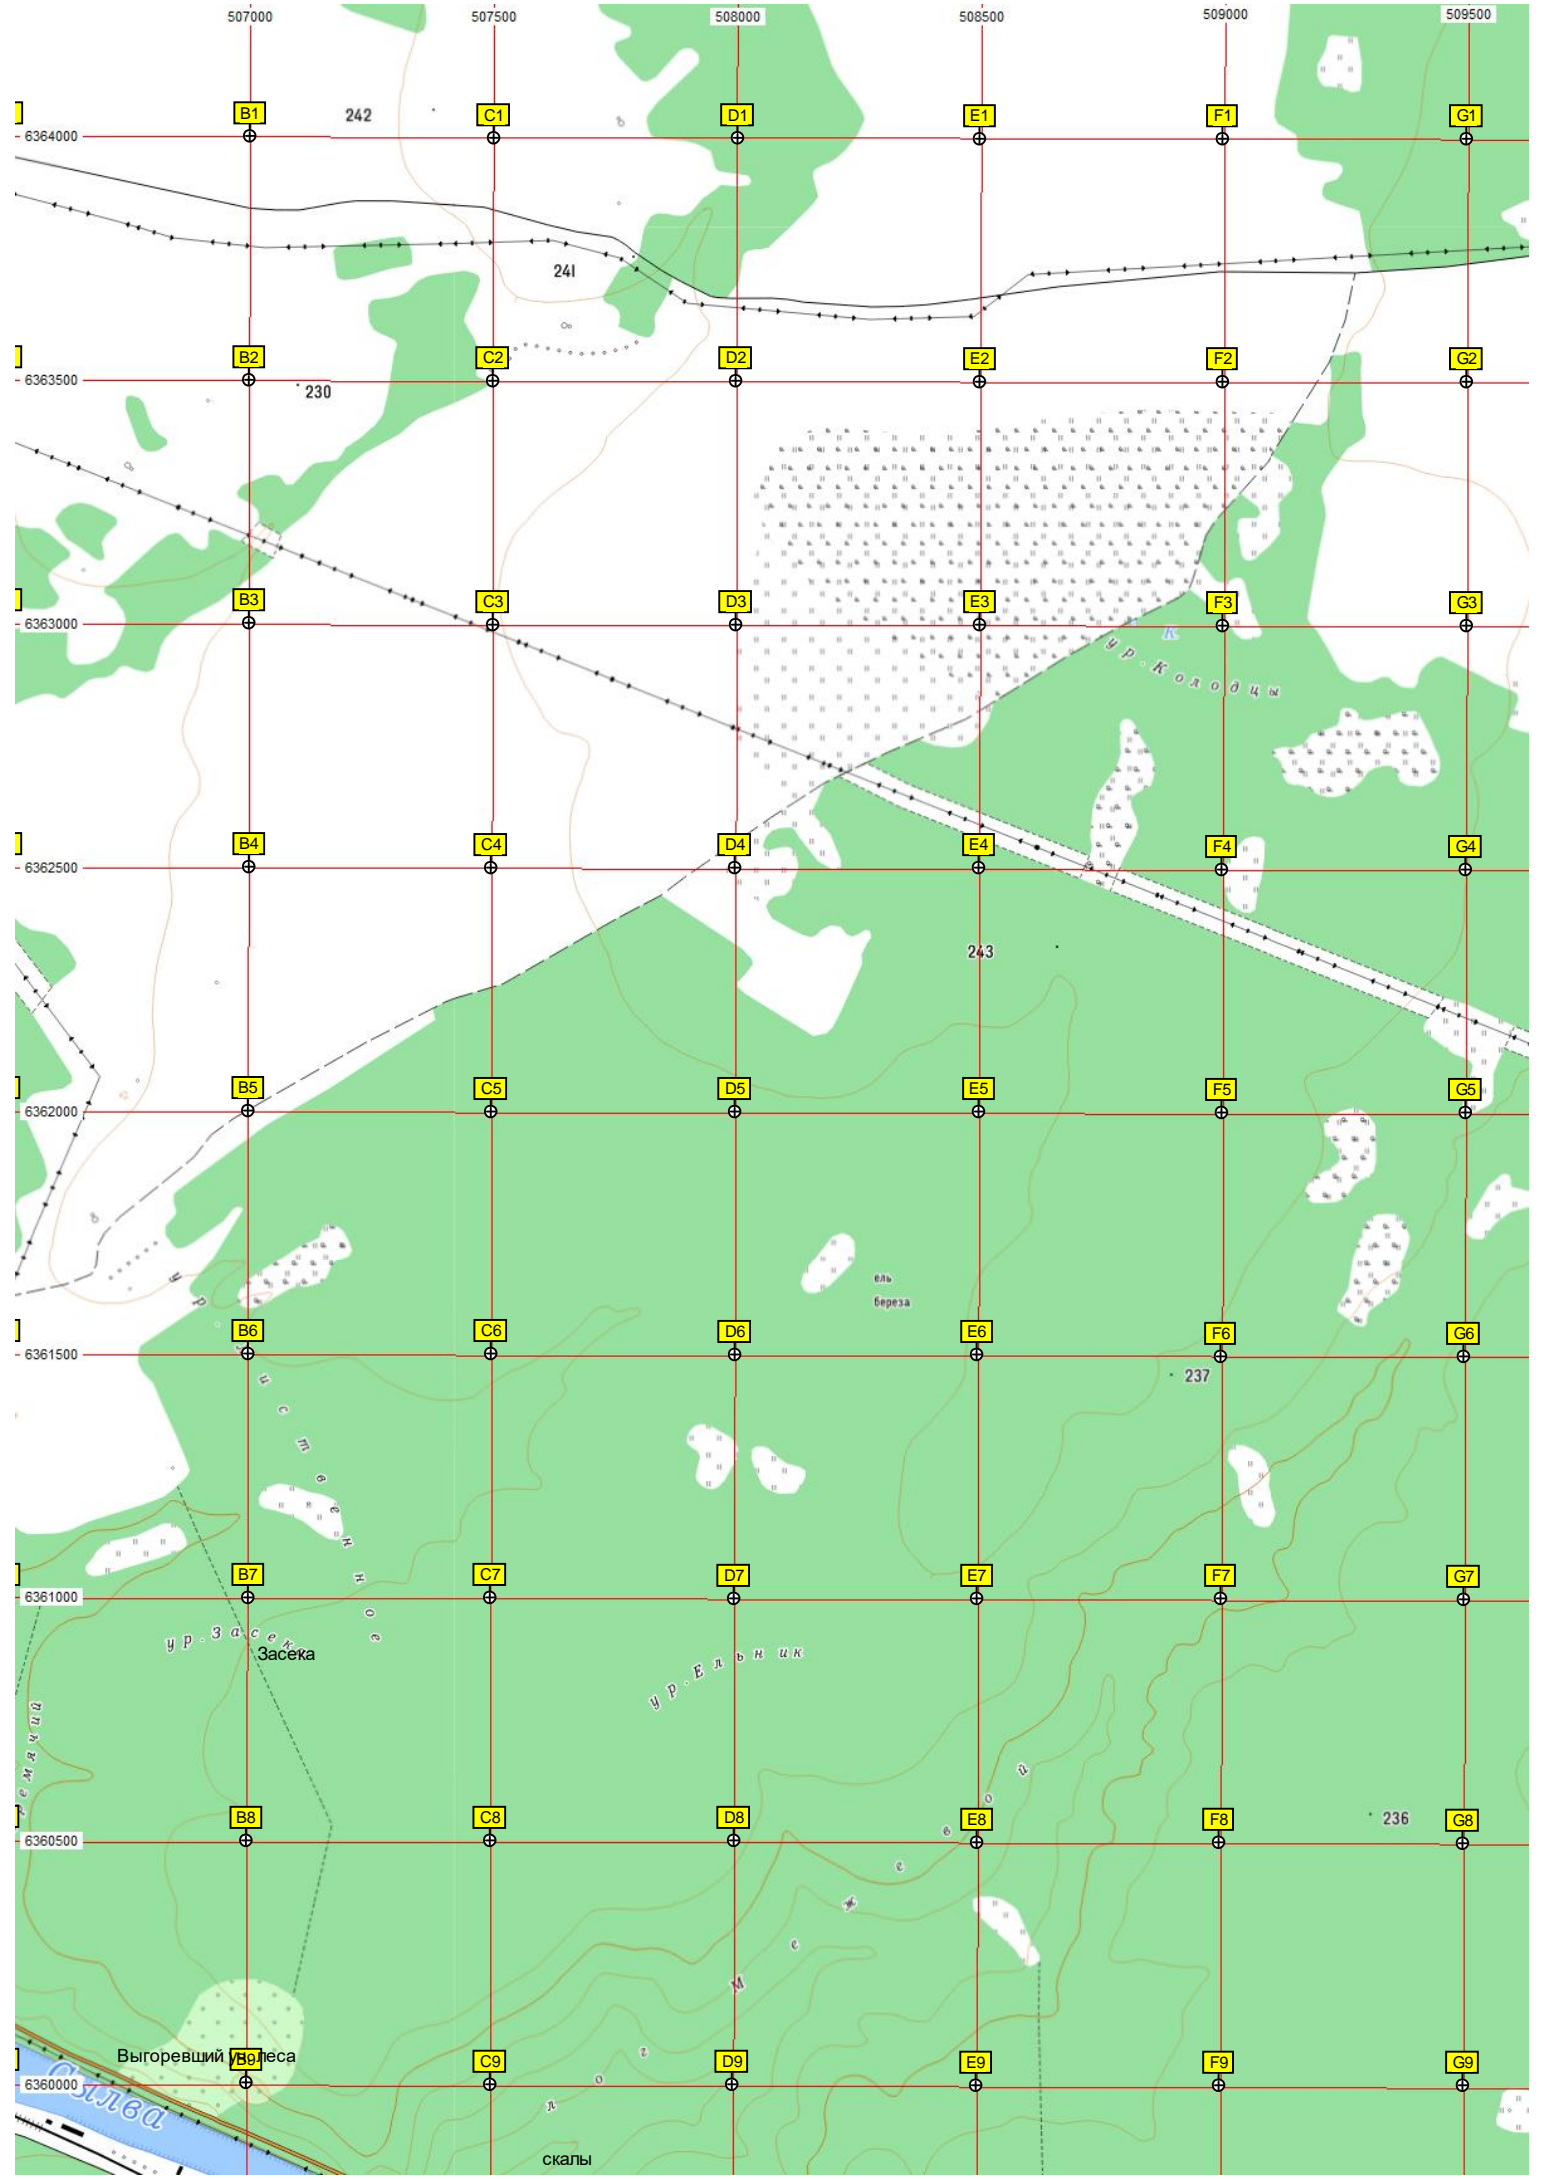 507000 507500 508000 508500 509000 509500
B1 242 C1 D1 E1 F1 G1
6364000
241
B2 C2 D2 E2 F2 G2
6363500
230
B3 C3 D3 E3 F3 G3
6363000
К
ур. Колодцы
B4 C4 D4 E4 F4 G4
6362500
243
B5 C5 D5 E5 F5 G5
6362000
ель
береза
B6 C6 D6 E6 F6 G6
6361500
237
B7 C7 D7 E7 F7 G7
6361000
ур. Засека
Засека
ур. Ельник
B8 C8 D8 E8 F8 G8
236
6360500
лог Межевой
Выгоревший уч. леса
B9 C9 D9 E9 F9 G9
6360000
Сылва
скалы